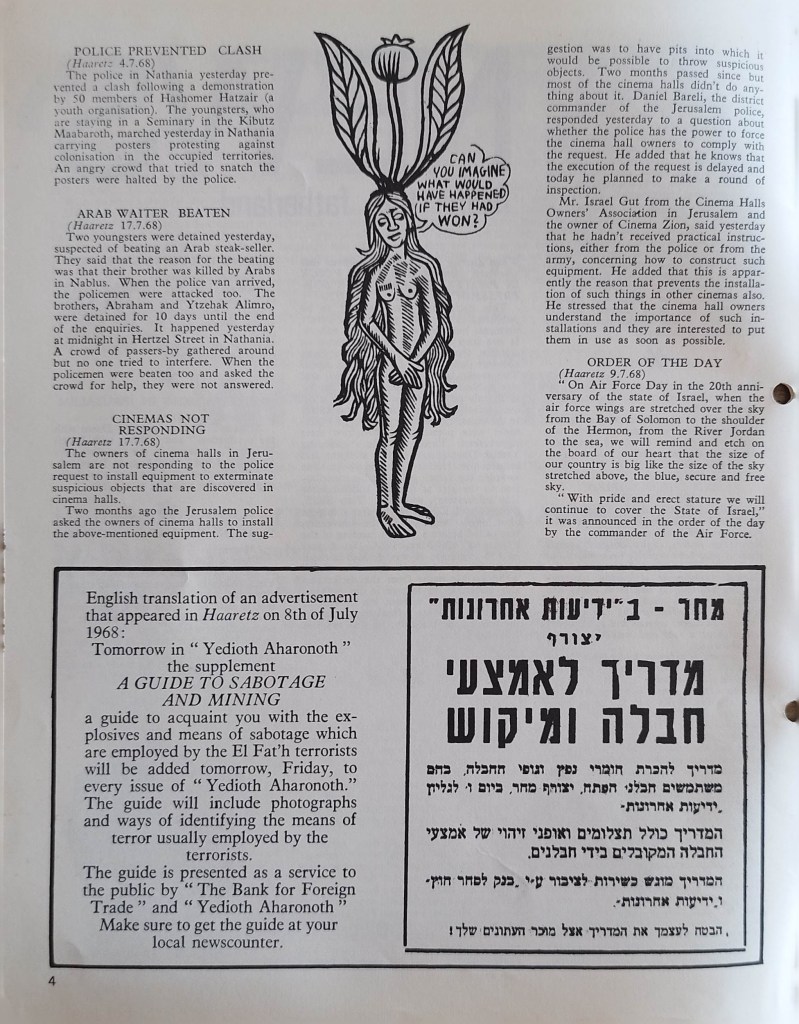 POLICE PREVENTED CLASH
(Haaretz 4.7.68)
The police in Nathania yesterday pre-
vented a clash following a demonstration
by 50 members of Hashomer Hatzair (a
youth organisation). The youngsters, who
are staying in a Seminary in the Kibutz
Maabaroth, marched yesterday in Nathania
carrying posters protesting against
colonisation in the occupied territories.
An angry crowd that tried to snatch the
posters were halted by the police.
ARAB WAITER BEATEN
(Haaretz 17.7.68)
Two youngsters were detained yesterday,
suspected of beating an Arab steak-seller.
They said that the reason for the beating
was that their brother was killed by Arabs
in Nablus. When the police van arrived,
the policemen were attacked too. The
brothers, Abraham and Ytzehak Alimro,
were detained for 10 days until the end
of the enquiries. It happened yesterday
at midnight in Hertzel Street in Nathania.
A crowd of passers-by gathered around
but no one tried to interfere. When the
policemen were beaten too and asked the
crowd for help, they were not answered.
CINEMAS NOT
RESPONDING
(Haaretz 17.7.68)
The owners of cinema halls in Jeru-
salem are not responding to the police
request to install equipment to exterminate
suspicious objects that are discovered in
cinema halls.
Two months ago the Jerusalem police
asked the owners of cinema halls to install
the above-mentioned equipment. The sug-
CAN
YOU IMAGINE
WHAT WOULD
HAVE HAPPENED
IF THEY HAD
WON?
gestion was to have pits into which it
would be possible to throw suspicious
objects. Two months passed since but
most of the cinema halls didn't do any-
thing about it. Daniel Bareli, the district
commander of the Jerusalem police,
responded yesterday to a question about
whether the police has the power to force
the cinema hall owners to comply with
the request. He added that he knows that
the execution of the request is delayed and
today he planned to make a round of
inspection.
Mr. Israel Gut from the Cinema Halls
Owners' Association in Jerusalem and
the owner of Cinema Zion, said yesterday
that he hadn't received practical instruc-
tions, either from the police or from the
army, concerning how to construct such
equipment. He added that this is appar-
ently the reason that prevents the installa-
tion of such things in other cinemas also.
He stressed that the cinema hall owners
understand the importance of such in-
stallations and they are interested to put
them in use as soon as possible.
ORDER OF THE DAY
(Haaretz 9.7.68)
" On Air Force Day in the 20th anni-
versary of the state of Israel, when the
air force wings are stretched over the sky
from the Bay of Solomon to the shoulder
of the Hermon, from the River Jordan
to the sea, we will remind and etch on
the board of our heart that the size of
our country is big like the size of the sky
stretched above, the blue, secure and free
sky.
" With pride and erect stature we will
continue to cover the State of Israel,"
it was announced in the order of the day
by the commander of the Air Force.
English translation of an advertisement
that appeared in Haaretz on 8th of July
1968:
Tomorrow in " Yedioth Aharonoth "
the supplement
A GUIDE TO SABOTAGE
AND MINING
a guide to acquaint you with the ex-
plosives and means of sabotage which
are employed by the El Fat'h terrorists
will be added tomorrow, Friday, to
every issue of " Yedioth Aharonoth."
The guide will include photographs
and ways of identifying the means of
terror usually employed by the
terrorists.
The guide is presented as a service to
the public by " The Bank for Foreign
Trade " and " Yedioth Aharonoth "
Make sure to get the guide at your
local newscounter.
מחר - ב"ידיעות אחרונות"
יצורף
מדריך לאמצעי
חבלה ומיקוש
מדריך להכרת חומרי נפץ וגופי החבלה, בהם
משתמשים חבלני הפתח, יצורף מחר, ביום ו' לגליון
„ידיעות אחרונות".
המדריך כולל תצלומים ואופני זיהוי של אמצעי
החבלה המקובלים בידי חבלנים.
המדריך מוגש כשירות לציבור ע״י „בנק לסחר חוץ"
ו„ידיעות אחרונות".
הבטח לעצמך את המדריך אצל מוכר העתונים שלך!
4